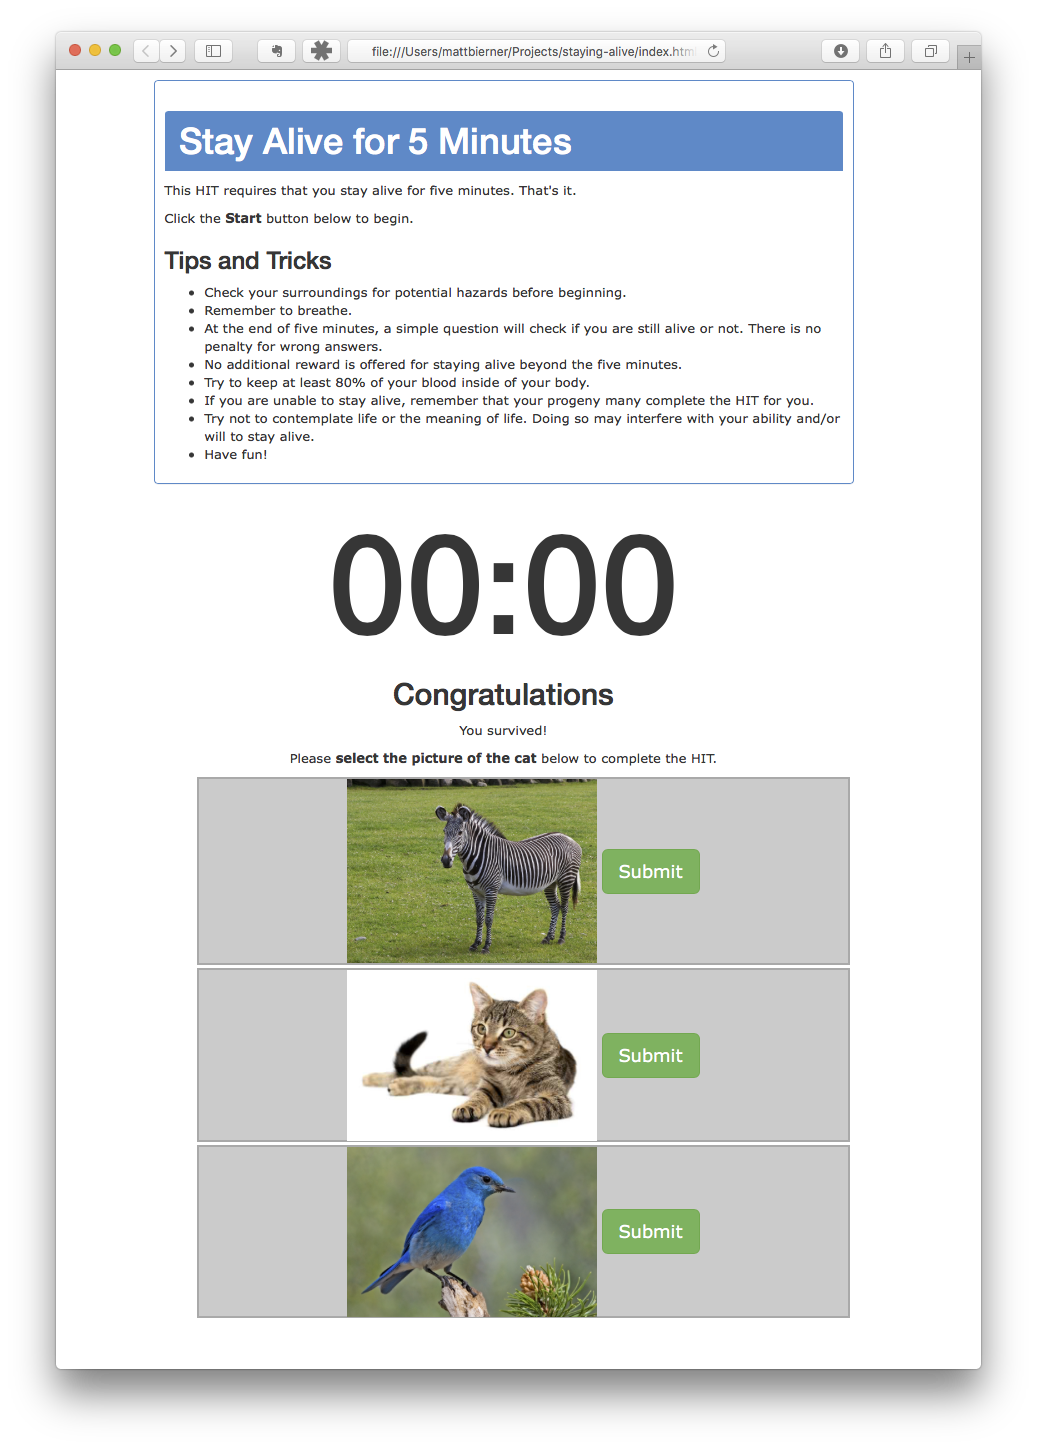 file:///Users/mattbierner/Projects/staying-alive/index.htm
Stay Alive for 5 Minutes
This HIT requires that you stay alive for five minutes. That's it.
Click the Start button below to begin.
Tips and Tricks
• Check your surroundings for potential hazards before beginning.
• Remember to breathe.
• At the end of five minutes, a simple question will check if you are still alive or not. There is no
penalty for wrong answers.
• No additional reward is offered for staying alive beyond the five minutes.
• Try to keep at least 80% of your blood inside of your body.
• If you are unable to stay alive, remember that your progeny many complete the HIT for you.
• Try not to contemplate life or the meaning of life. Doing so may interfere with your ability and/or
will to stay alive.
• Have fun!
00:00
Congratulations
You survived!
Please select the picture of the cat below to complete the HIT.
Submit
Submit
Submit